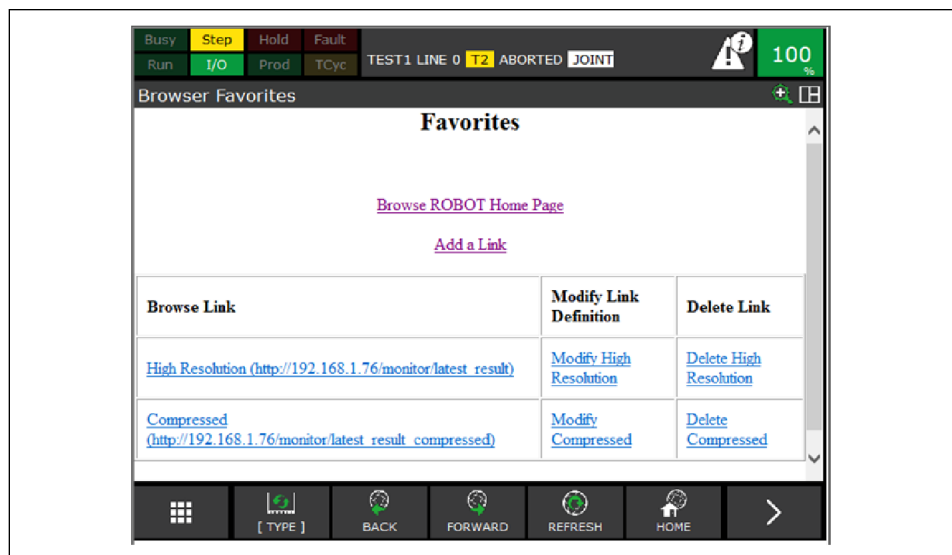 Busy Step Hold Fault
Run I/O Prod TCyc TEST1 LINE 0 T2 ABORTED JOINT 100
%
Browser Favorites
Favorites
Browse ROBOT Home Page
Add a Link
Browse Link Modify Link Definition Delete Link
High Resolution (http://192.168.1.76/monitor/latest_result) Modify High Resolution Delete High Resolution
Compressed (http://192.168.1.76/monitor/latest_result_compressed) Modify Compressed Delete Compressed
[ TYPE ] BACK FORWARD REFRESH HOME